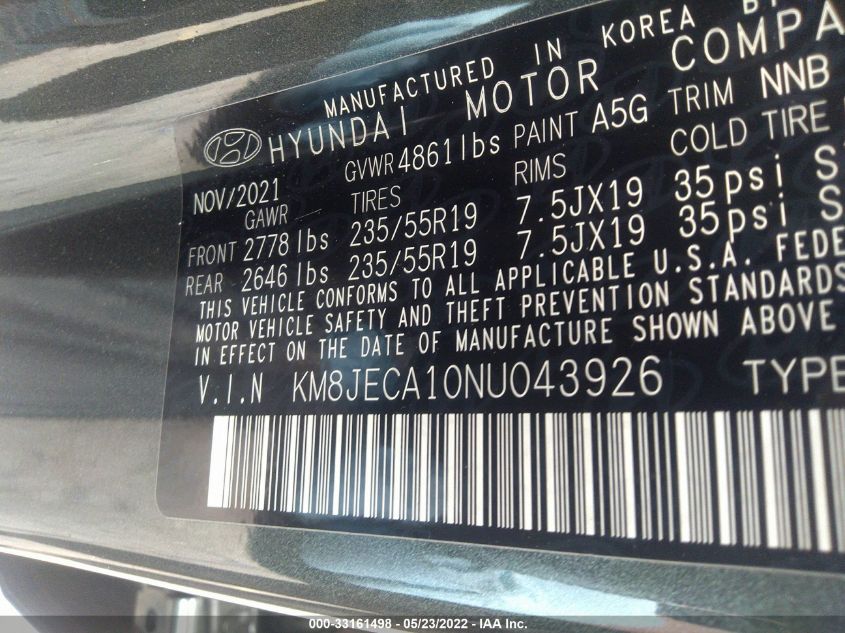 MANUFACTURED IN KOREA BY
HYUNDAI MOTOR COMPA
NOV/2021 GVWR 4861lbs PAINT A5G TRIM NNB
GAWR TIRES RIMS COLD TIRE
FRONT 2778 lbs 235/55R19 7.5JX19 35psi S
REAR 2646 lbs 235/55R19 7.5JX19 35psi S
THIS VEHICLE CONFORMS TO ALL APPLICABLE U.S.A. FEDE
MOTOR VEHICLE SAFETY AND THEFT PREVENTION STANDARDS
IN EFFECT ON THE DATE OF MANUFACTURE SHOWN ABOVE
V.I.N KM8JECA10NU043926 TYPE
000-33161498 - 05/23/2022 - IAA Inc.